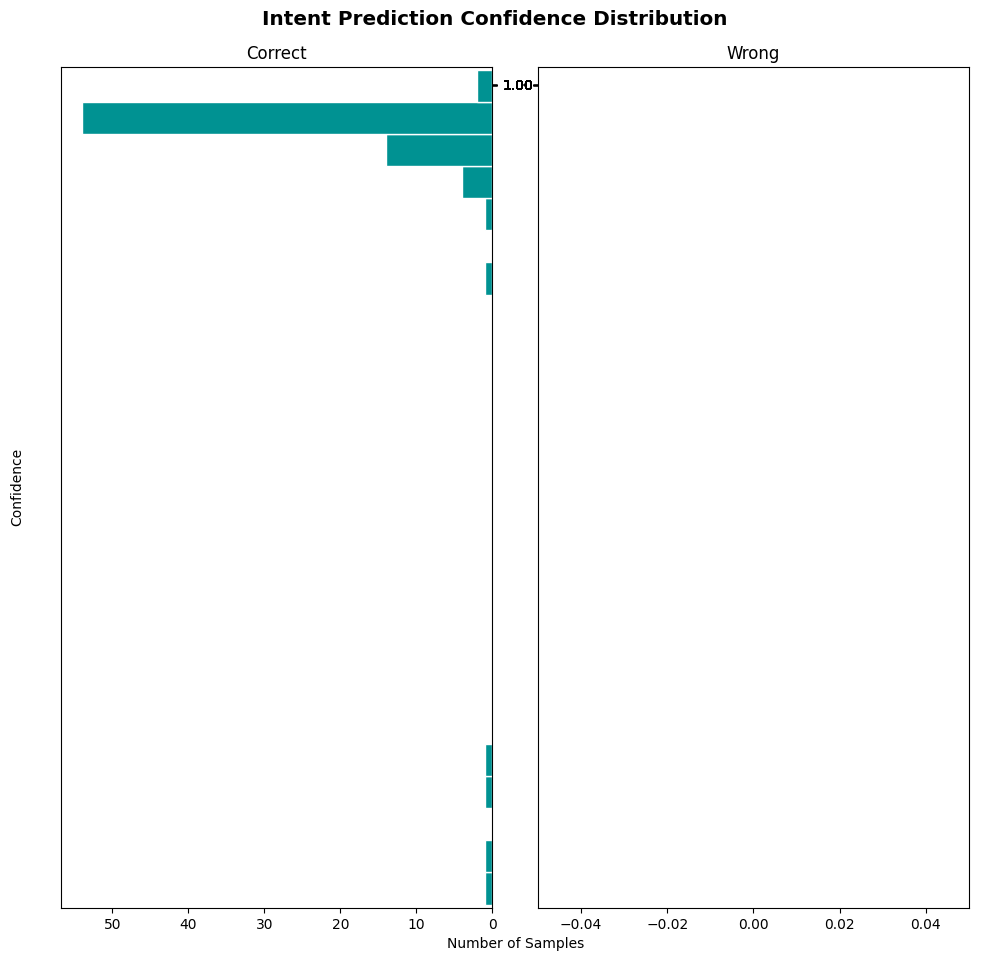 Intent Prediction Confidence Distribution
Correct
Wrong
1.00
Confidence
50 40 30 20 10 0
−0.04 −0.02 0.00 0.02 0.04
Number of Samples